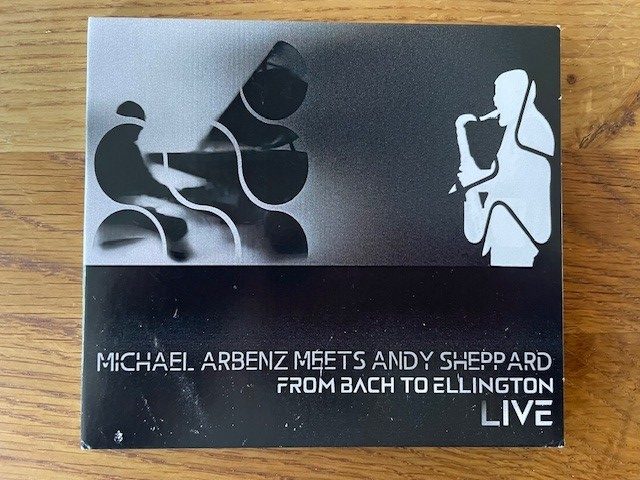 MICHAEL ARBENZ MEETS ANDY SHEPPARD
FROM BACH TO ELLINGTON
LIVE